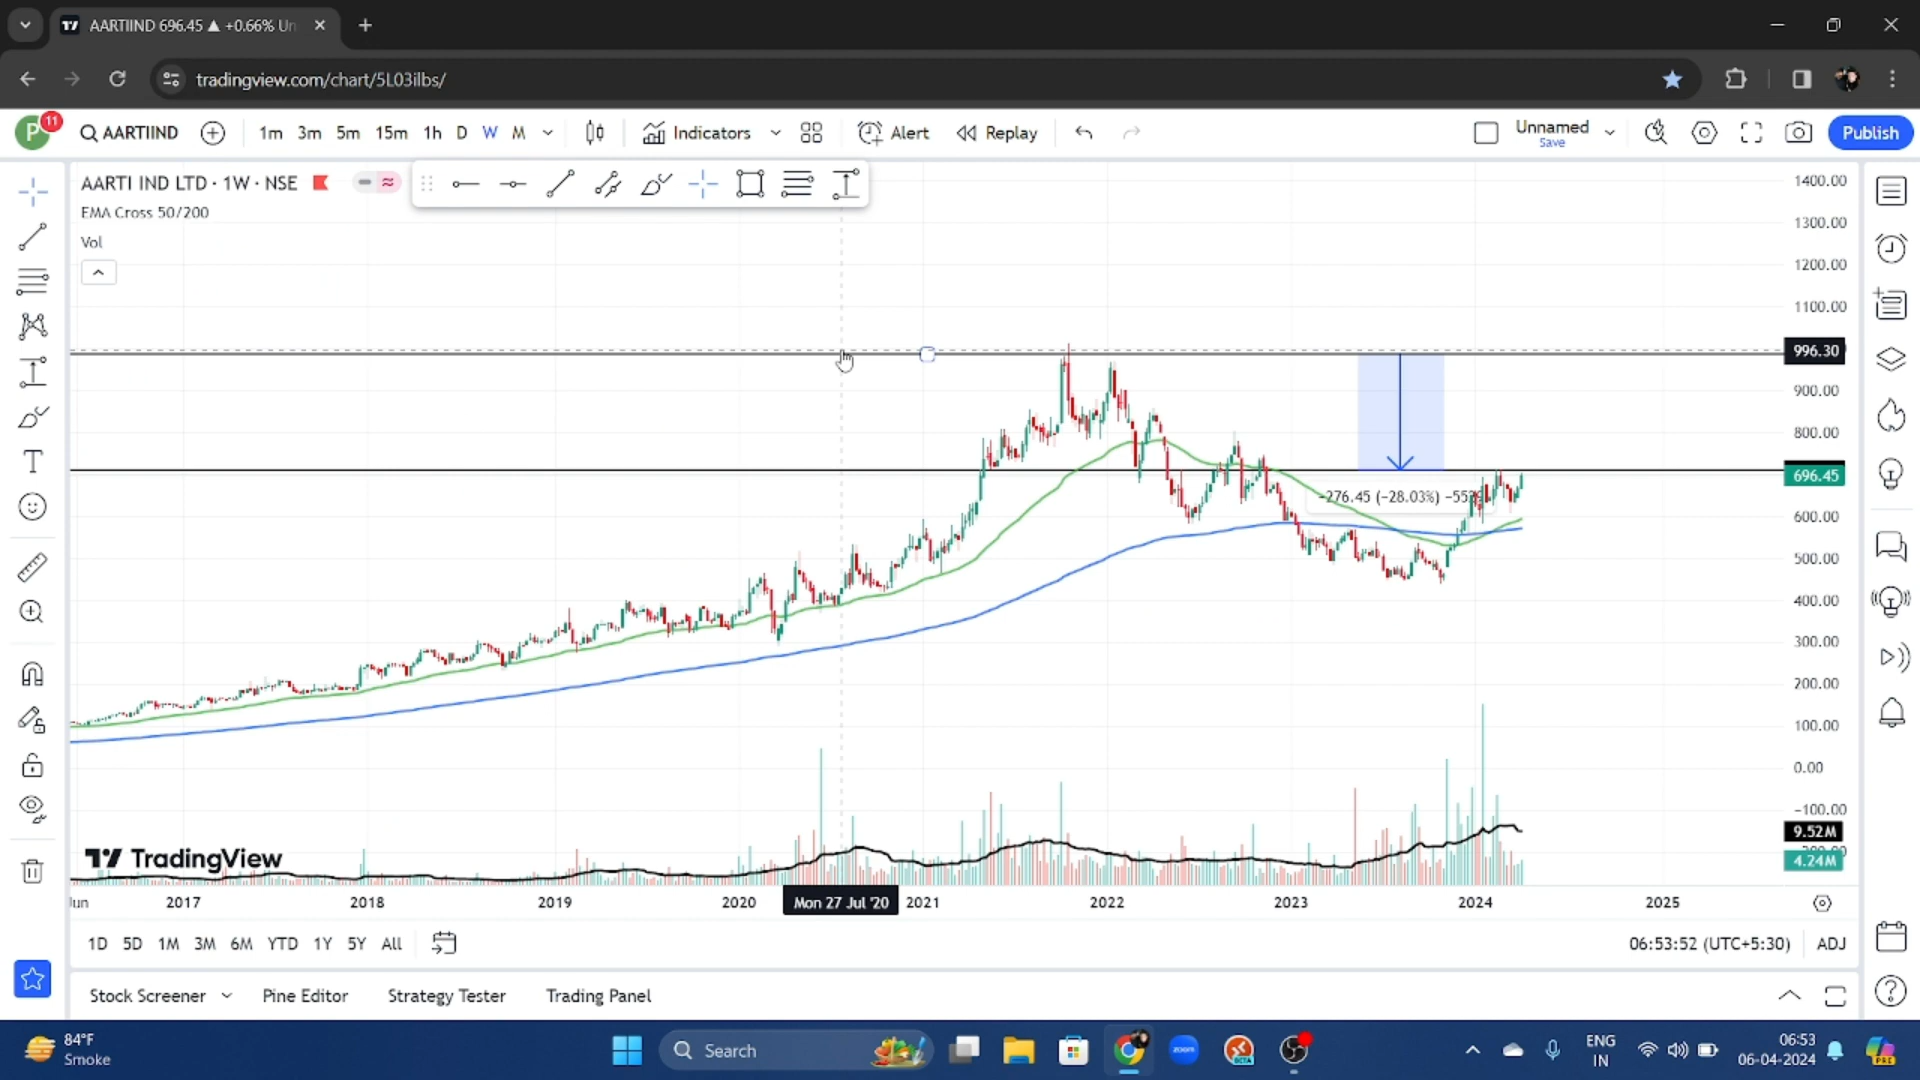 AARTIIND 696.45 ▲ +0.66% Un
tradingview.com/chart/5L03ilbs/
P 11 AARTIIND 1m 3m 5m 15m 1h D W M Indicators Alert Replay Unnamed Save Publish
AARTI IND LTD · 1W · NSE
EMA Cross 50/200
Vol
1400.00
1300.00
1200.00
1100.00
996.30
900.00
800.00
696.45
−276.45 (−28.03%) −552
600.00
500.00
400.00
300.00
200.00
100.00
0.00
−100.00
9.52M
4.24M
TradingView
2017 2018 2019 2020 Mon 27 Jul '20 2021 2022 2023 2024 2025
1D 5D 1M 3M 6M YTD 1Y 5Y All 06:53:52 (UTC+5:30) ADJ
Stock Screener Pine Editor Strategy Tester Trading Panel
84°F
Smoke
Search
zoom
BETA
ENG
IN
06:53
06-04-2024
PRE